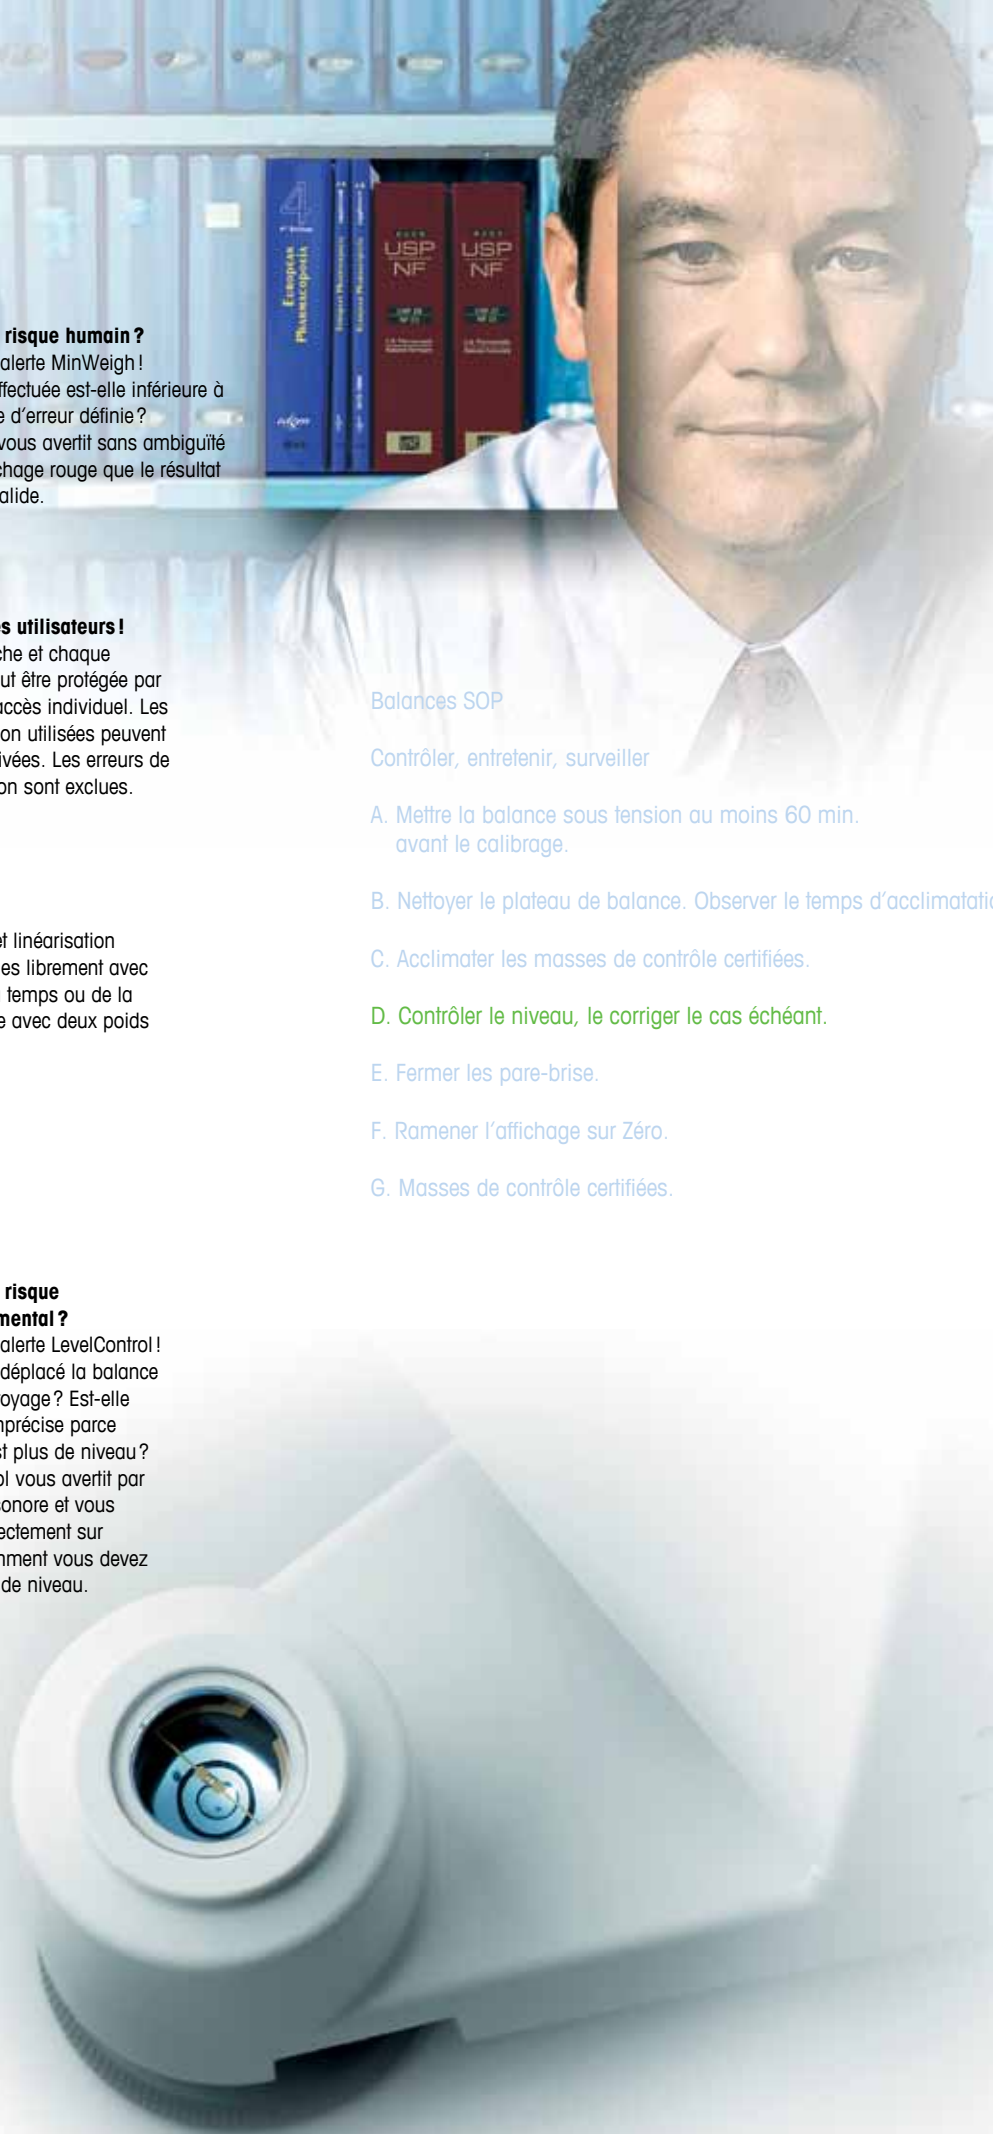 4
EUROPEAN
PHARMACOPOEIA
USP
NF
USP
NF
risque humain ?
alerte MinWeigh !
ffectuée est-elle inférieure à
e d’erreur définie ?
vous avertit sans ambiguïté
chage rouge que le résultat
alide.
s utilisateurs !
che et chaque
ut être protégée par
accès individuel. Les
on utilisées peuvent
ivées. Les erreurs de
on sont exclues.
et linéarisation
es librement avec
temps ou de la
e avec deux poids
Balances SOP
Contrôler, entretenir, surveiller
A. Mettre la balance sous tension au moins 60 min.
avant le calibrage.
B. Nettoyer le plateau de balance. Observer le temps d’acclimatatio
C. Acclimater les masses de contrôle certifiées.
D. Contrôler le niveau, le corriger le cas échéant.
E. Fermer les pare-brise.
F. Ramener l’affichage sur Zéro.
G. Masses de contrôle certifiées.
risque
mental ?
alerte LevelControl !
déplacé la balance
oyage ? Est-elle
mprécise parce
st plus de niveau ?
ol vous avertit par
sonore et vous
ectement sur
mment vous devez
de niveau.